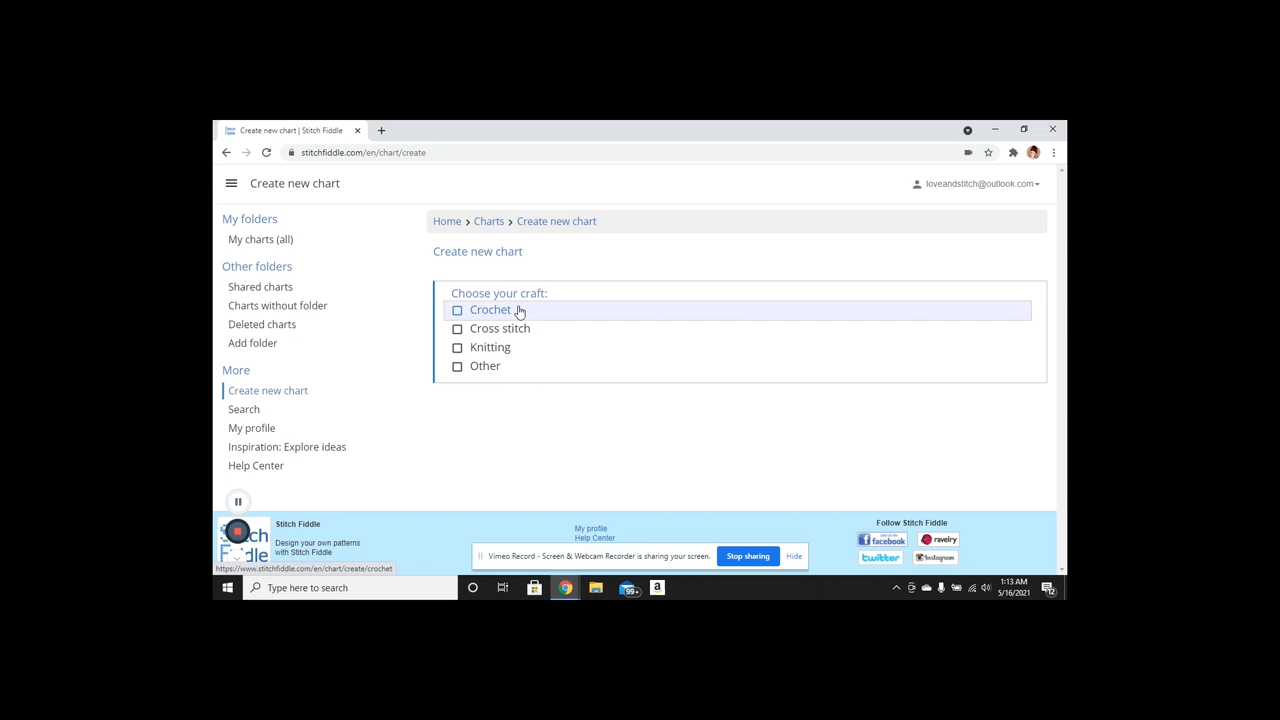 Create new chart | Stitch Fiddle
stitchfiddle.com/en/chart/create
Create new chart
loveandstitch@outlook.com
My folders
My charts (all)
Other folders
Shared charts
Charts without folder
Deleted charts
Add folder
More
Create new chart
Search
My profile
Inspiration: Explore ideas
Help Center
Home > Charts > Create new chart
Create new chart
Choose your craft:
Crochet
Cross stitch
Knitting
Other
Stitch Fiddle
Design your own patterns
with Stitch Fiddle
My profile
Help Center
Follow Stitch Fiddle
facebook
ravelry
twitter
Instagram
Vimeo Record - Screen & Webcam Recorder is sharing your screen.
Stop sharing
Hide
https://www.stitchfiddle.com/en/chart/create/crochet
Type here to search
99+
a
1:13 AM
5/16/2021
12